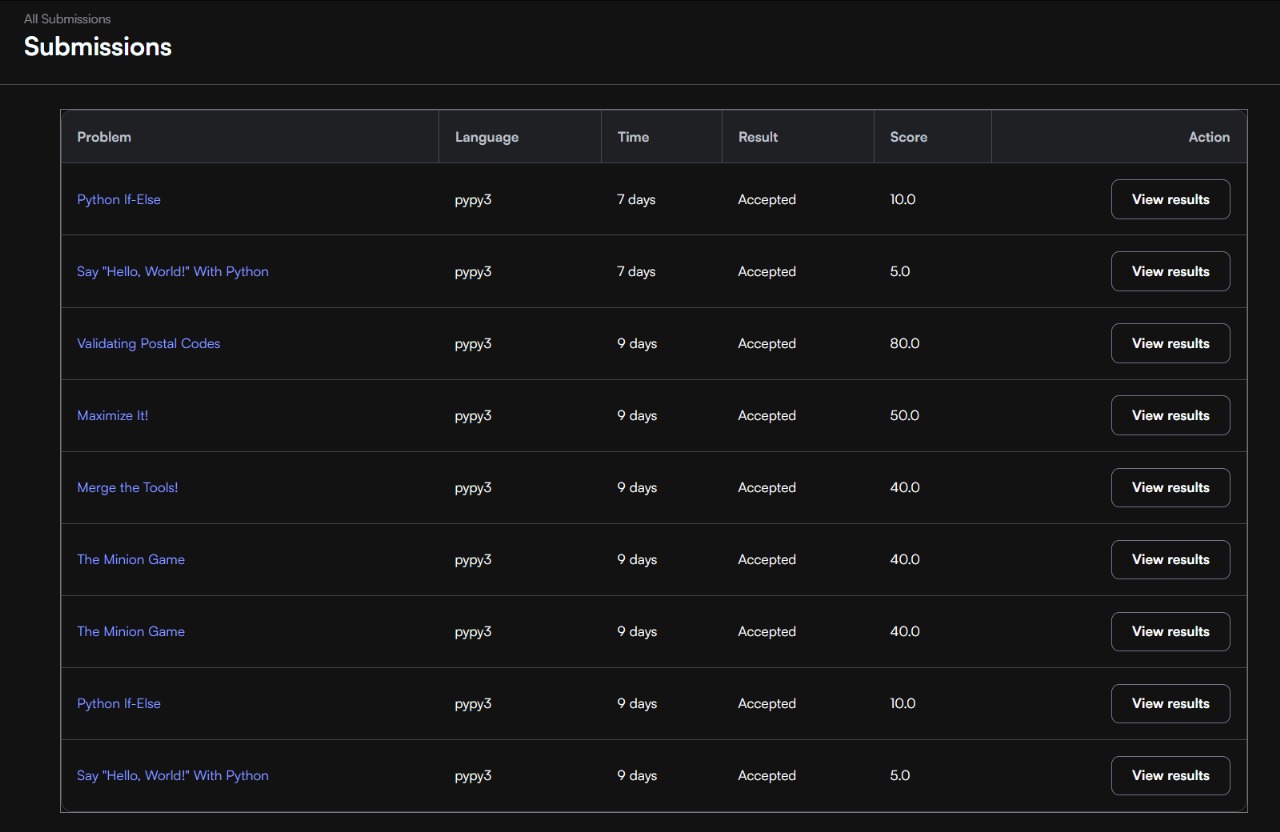 All Submissions
Submissions
Problem Language Time Result Score Action
Python If-Else pypy3 7 days Accepted 10.0 View results
Say "Hello, World!" With Python pypy3 7 days Accepted 5.0 View results
Validating Postal Codes pypy3 9 days Accepted 80.0 View results
Maximize It! pypy3 9 days Accepted 50.0 View results
Merge the Tools! pypy3 9 days Accepted 40.0 View results
The Minion Game pypy3 9 days Accepted 40.0 View results
The Minion Game pypy3 9 days Accepted 40.0 View results
Python If-Else pypy3 9 days Accepted 10.0 View results
Say "Hello, World!" With Python pypy3 9 days Accepted 5.0 View results